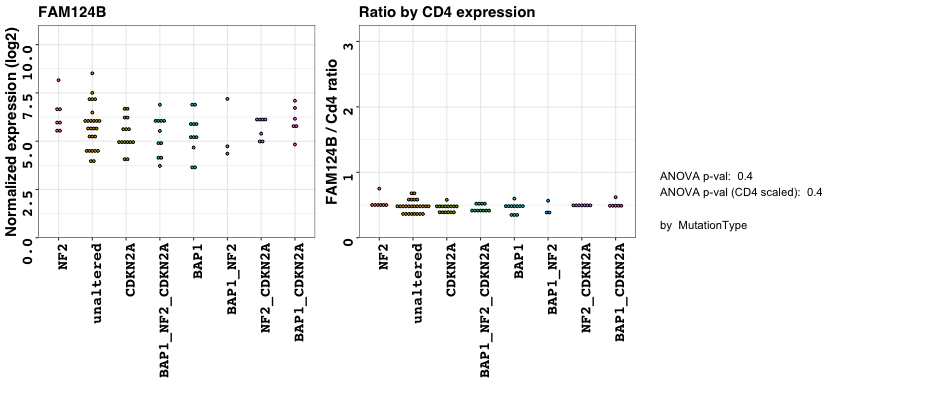 FAM124B
Normalized expression (log2)
10.0
7.5
5.0
2.5
0.0
NF2
unaltered
CDKN2A
BAP1_NF2_CDKN2A
BAP1
BAP1_NF2
NF2_CDKN2A
BAP1_CDKN2A
Ratio by CD4 expression
FAM124B / Cd4 ratio
3
2
1
0
NF2
unaltered
CDKN2A
BAP1_NF2_CDKN2A
BAP1
BAP1_NF2
NF2_CDKN2A
BAP1_CDKN2A
ANOVA p-val: 0.4
ANOVA p-val (CD4 scaled): 0.4
by MutationType